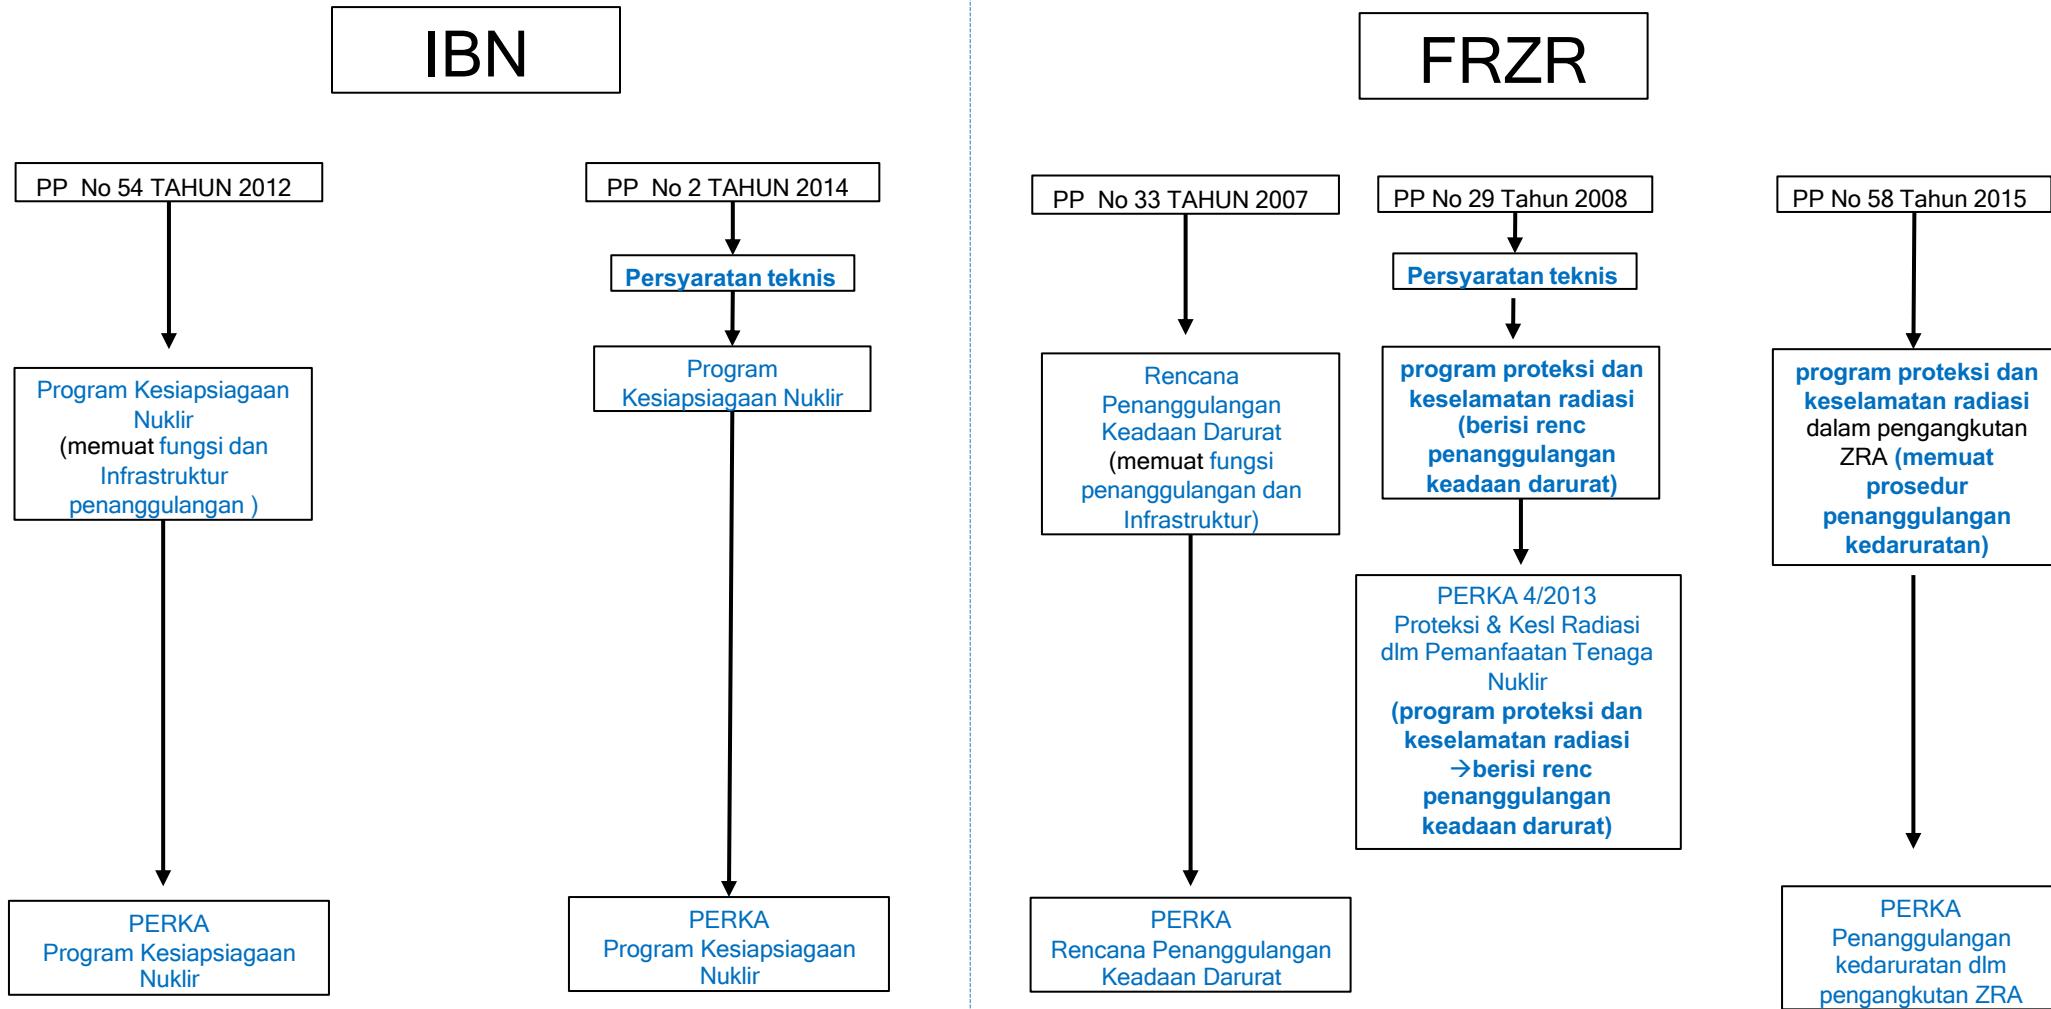 IBN
FRZR
PP No 54 TAHUN 2012
Program Kesiapsiagaan
Nuklir
(memuat fungsi dan
Infrastruktur
penanggulangan )
PERKA
Program Kesiapsiagaan
Nuklir
PP No 2 TAHUN 2014
Persyaratan teknis
Program
Kesiapsiagaan Nuklir
PERKA
Program Kesiapsiagaan
Nuklir
PP No 33 TAHUN 2007
Rencana
Penanggulangan
Keadaan Darurat
(memuat fungsi
penanggulangan dan
Infrastruktur)
PERKA
Rencana Penanggulangan
Keadaan Darurat
PP No 29 Tahun 2008
Persyaratan teknis
program proteksi dan
keselamatan radiasi
(berisi renc
penanggulangan
keadaan darurat)
PERKA 4/2013
Proteksi & Kesl Radiasi
dlm Pemanfaatan Tenaga
Nuklir
(program proteksi dan
keselamatan radiasi
→berisi renc
penanggulangan
keadaan darurat)
PP No 58 Tahun 2015
program proteksi dan
keselamatan radiasi
dalam pengangkutan
ZRA (memuat
prosedur
penanggulangan
kedaruratan)
PERKA
Penanggulangan
kedaruratan dlm
pengangkutan ZRA